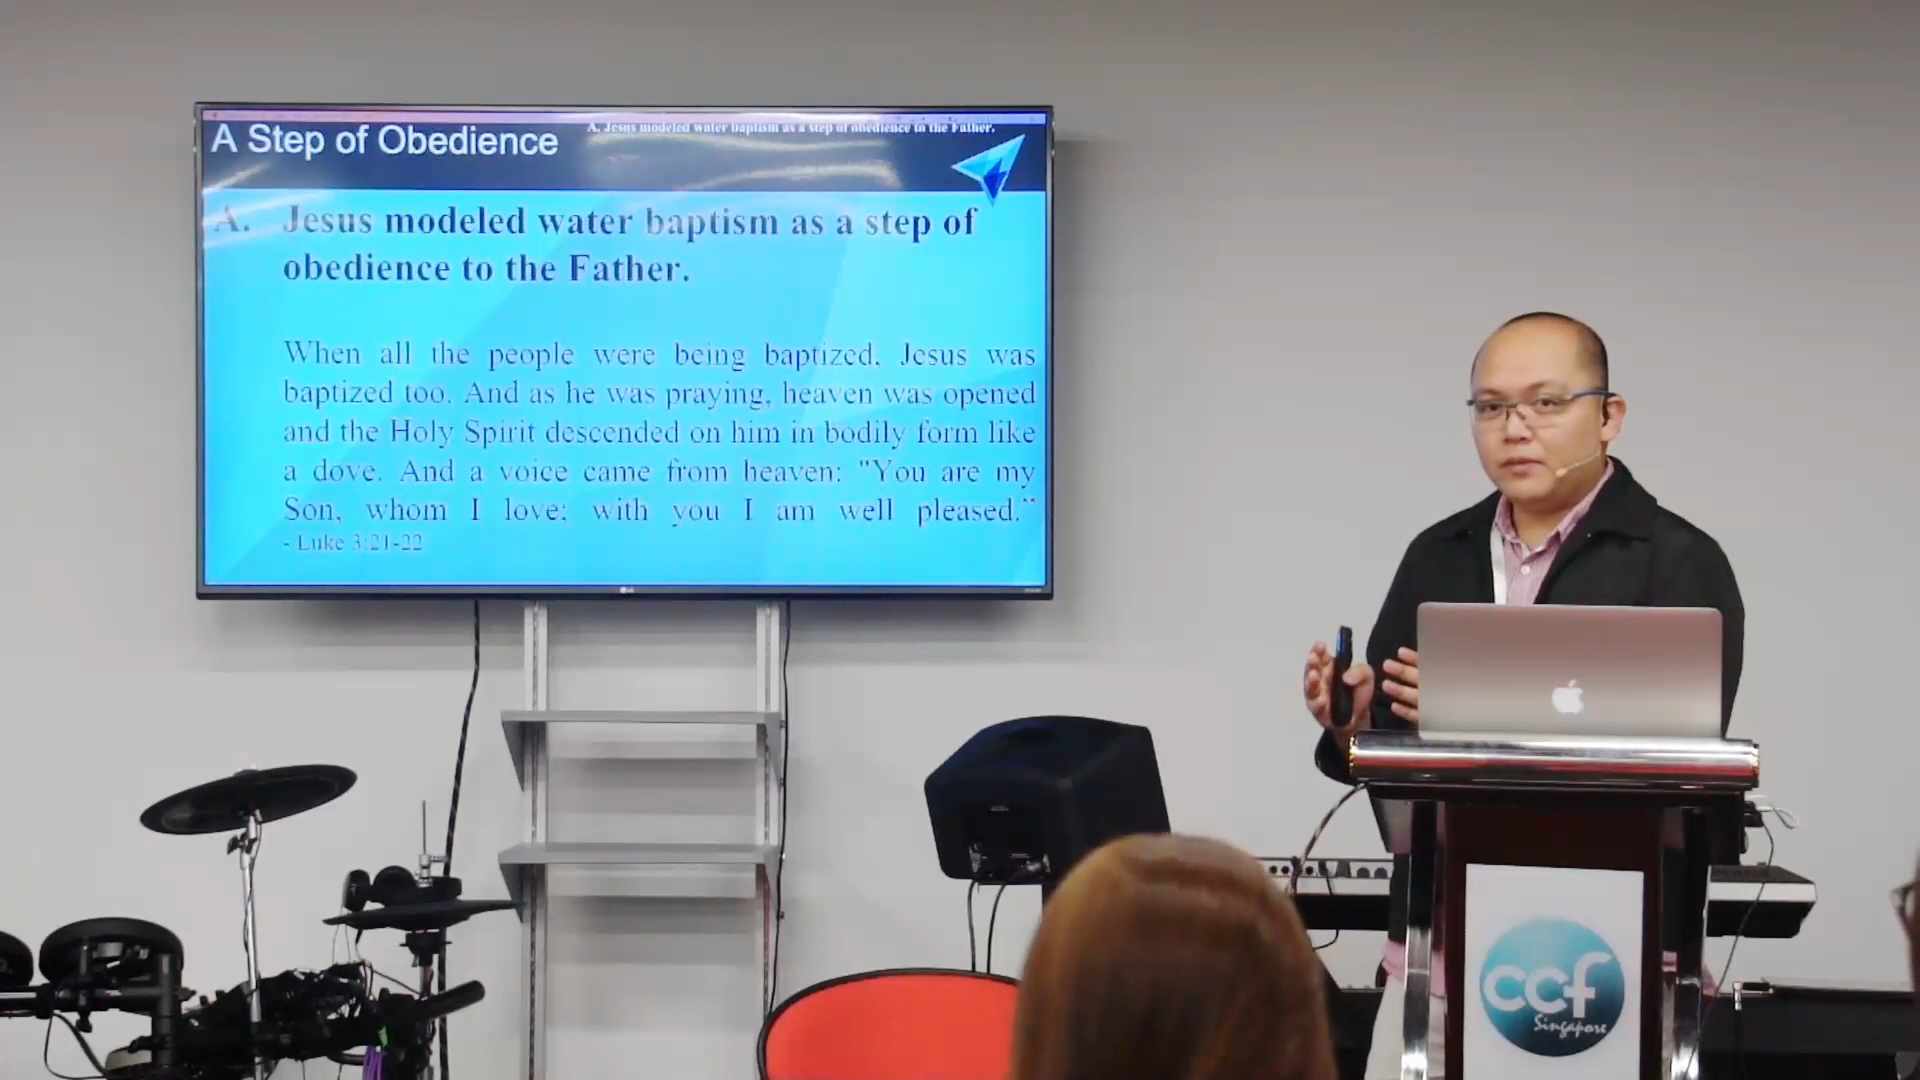 A Step of Obedience
A. Jesus modeled water baptism as a step of obedience to the Father.
A. Jesus modeled water baptism as a step of
obedience to the Father.
When all the people were being baptized, Jesus was
baptized too. And as he was praying, heaven was opened
and the Holy Spirit descended on him in bodily form like
a dove. And a voice came from heaven: "You are my
Son, whom I love; with you I am well pleased."
- Luke 3:21-22
LG
ccf
Singapore